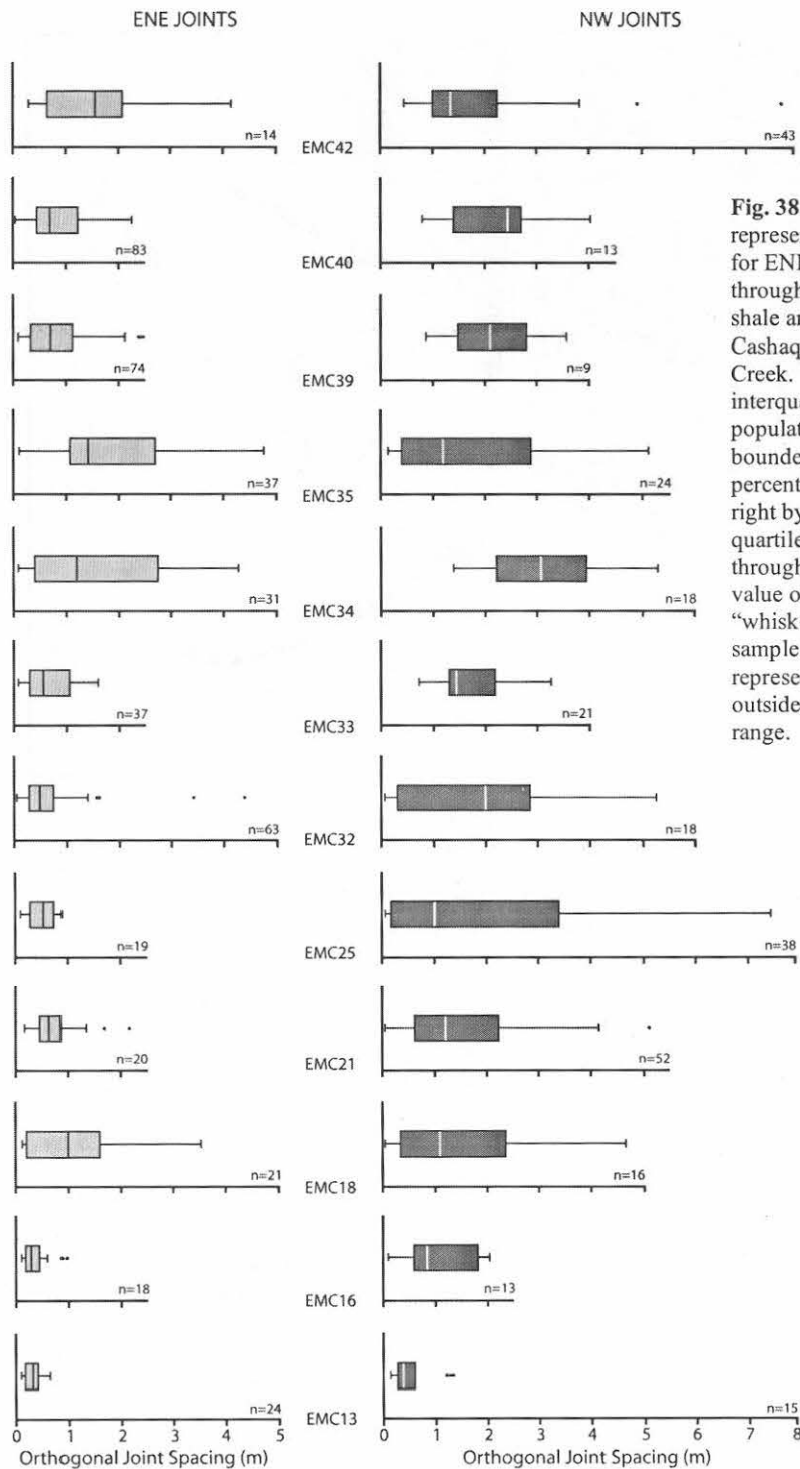 ENE JOINTS
NW JOINTS
n=14
EMC42
n=43
n=83
EMC40
n=13
n=74
EMC39
n=9
n=37
EMC35
n=24
n=31
EMC34
n=18
n=37
EMC33
n=21
n=63
EMC32
n=18
n=19
EMC25
n=38
n=20
EMC21
n=52
n=21
EMC18
n=16
n=18
EMC16
n=13
n=24
EMC13
n=15
0 1 2 3 4 5
0 1 2 3 4 5 6 7 8
Orthogonal Joint Spacing (m)
Orthogonal Joint Spacing (m)
Fig. 38
represe
for ENI
through
shale ar
Cashaq
Creek.
interqua
populat
bounde
percent
right by
quartile
through
value o
"whisk
sample
represe
outside
range.